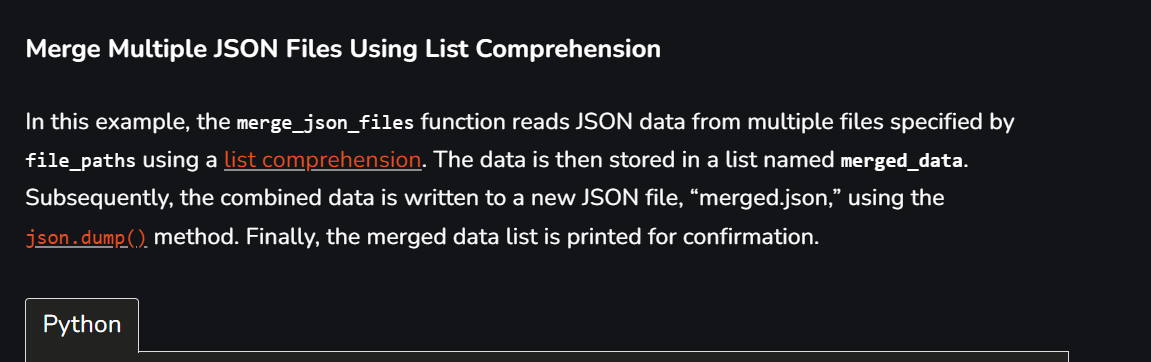 Merge Multiple JSON Files Using List Comprehension
In this example, the merge_json_files function reads JSON data from multiple files specified by
file_paths using a list comprehension. The data is then stored in a list named merged_data.
Subsequently, the combined data is written to a new JSON file, “merged.json,” using the
json.dump() method. Finally, the merged data list is printed for confirmation.
Python